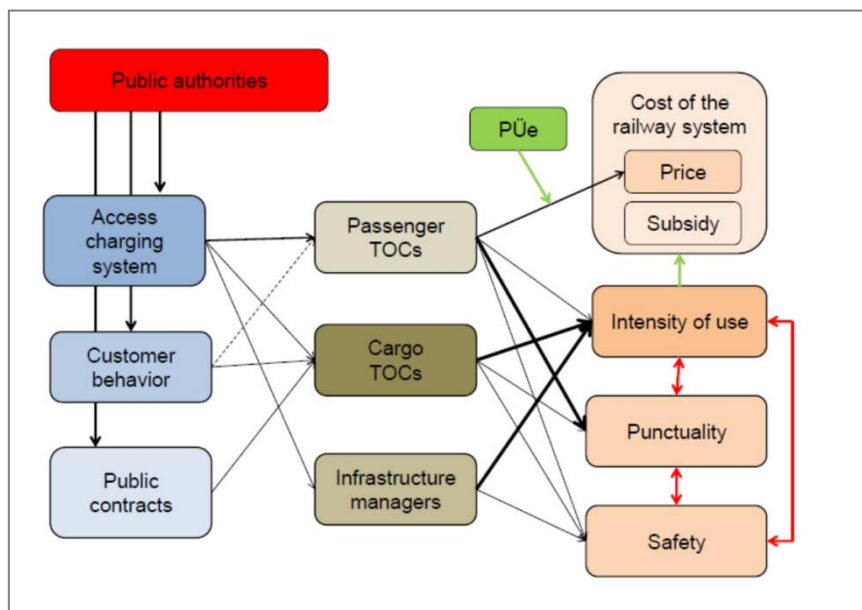 Public authorities
Cost of the
railway system
PÜe
Price
Access
charging
system
Passenger
TOCs
Subsidy
Intensity of use
Customer
behavior
Cargo
TOCs
Punctuality
Public
contracts
Infrastructure
managers
Safety